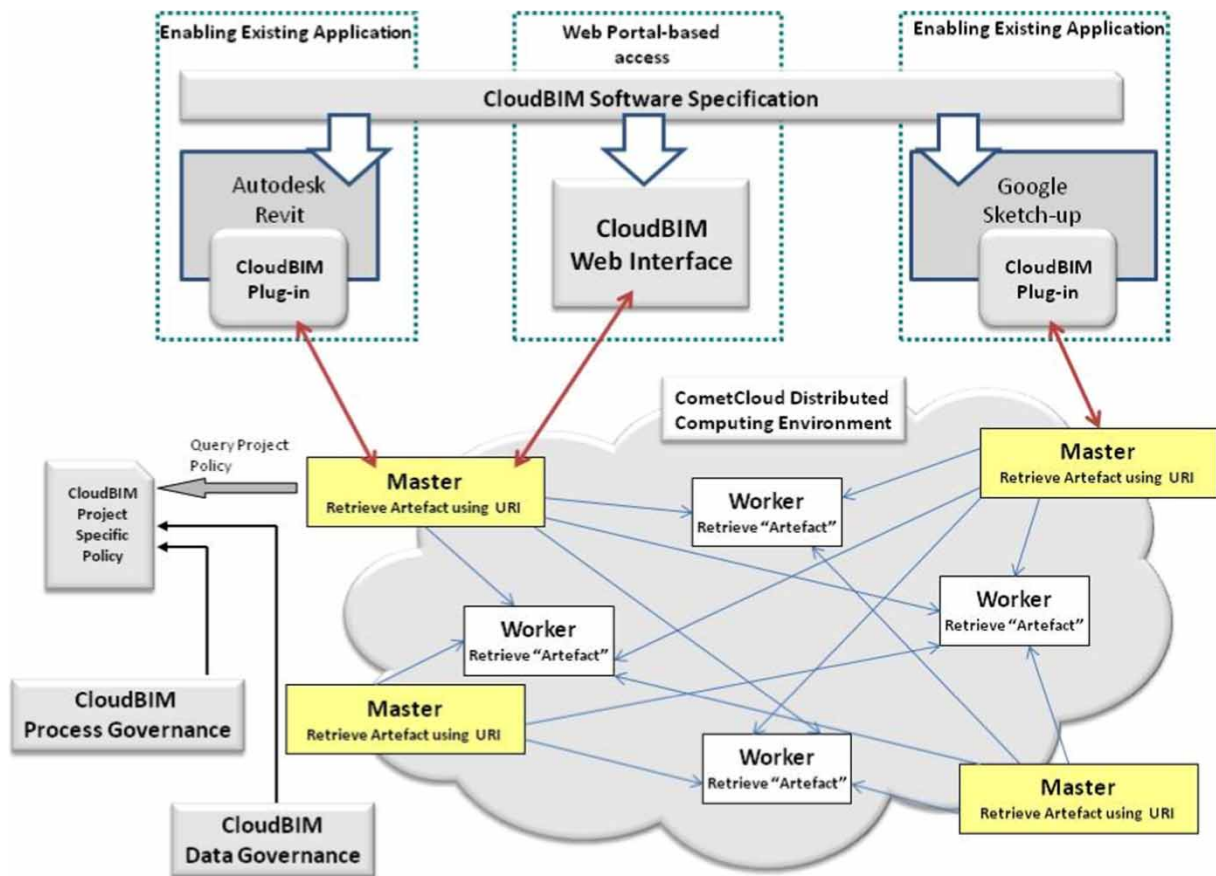 Enabling Existing Application
Web Portal-based
access
Enabling Existing Application
CloudBIM Software Specification
Autodesk
Revit
CloudBIM
Plug-in
CloudBIM
Web Interface
Google
Sketch-up
CloudBIM
Plug-in
CometCloud Distributed
Computing Environment
Query Project
Policy
CloudBIM
Project
Specific
Policy
Master
Retrieve Artefact using URI
Master
Retrieve Artefact using URI
Worker
Retrieve “Artefact”
Worker
Retrieve “Artefact”
Worker
Retrieve “Artefact”
CloudBIM
Process Governance
Master
Retrieve Artefact using URI
Worker
Retrieve “Artefact”
Master
Retrieve Artefact using URI
CloudBIM
Data Governance